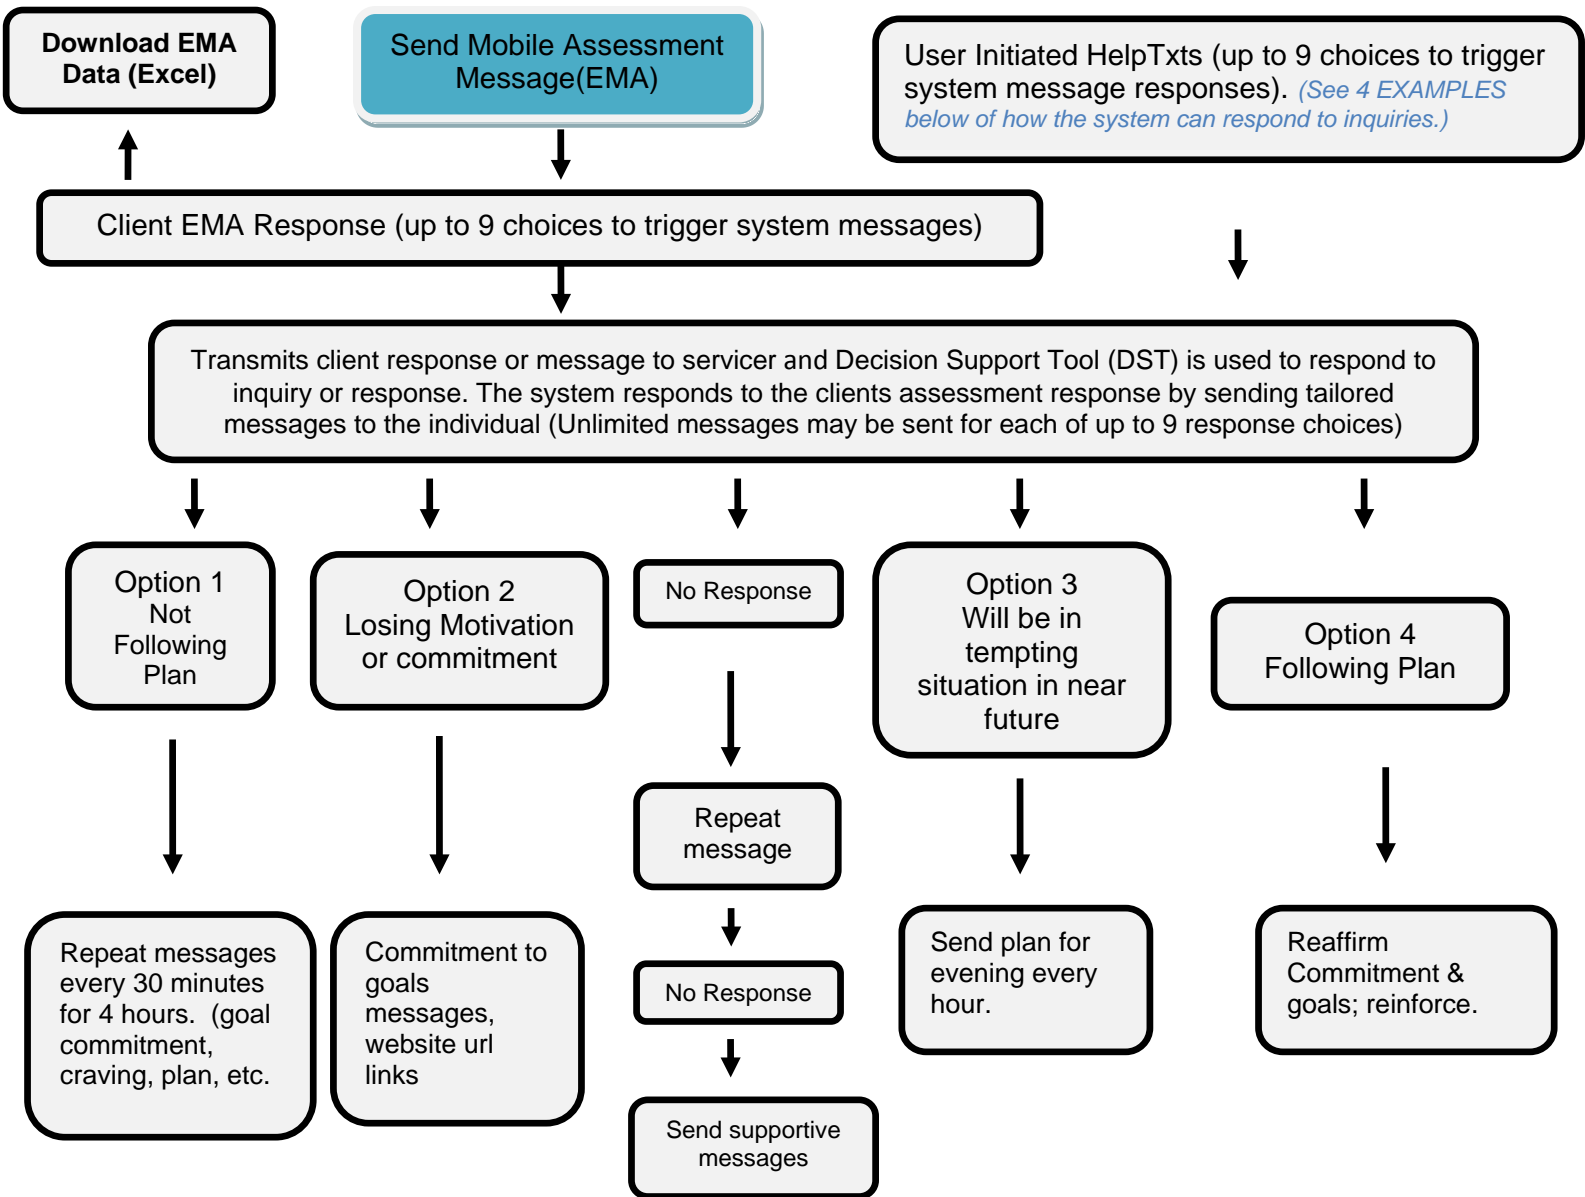 Download EMA
Data (Excel)
Send Mobile Assessment
Message(EMA)
User Initiated HelpTxts (up to 9 choices to trigger
system message responses). (See 4 EXAMPLES
below of how the system can respond to inquiries.)
Client EMA Response (up to 9 choices to trigger system messages)
Transmits client response or message to servicer and Decision Support Tool (DST) is used to respond to
inquiry or response. The system responds to the clients assessment response by sending tailored
messages to the individual (Unlimited messages may be sent for each of up to 9 response choices)
Option 1
Not
Following
Plan
Option 2
Losing Motivation
or commitment
No Response
Option 3
Will be in
tempting
situation in near
future
Option 4
Following Plan
Repeat
message
Repeat messages
every 30 minutes
for 4 hours. (goal
commitment,
craving, plan, etc.
Commitment to
goals
messages,
website url
links
No Response
Send plan for
evening every
hour.
Reaffirm
Commitment &
goals; reinforce.
Send supportive
messages